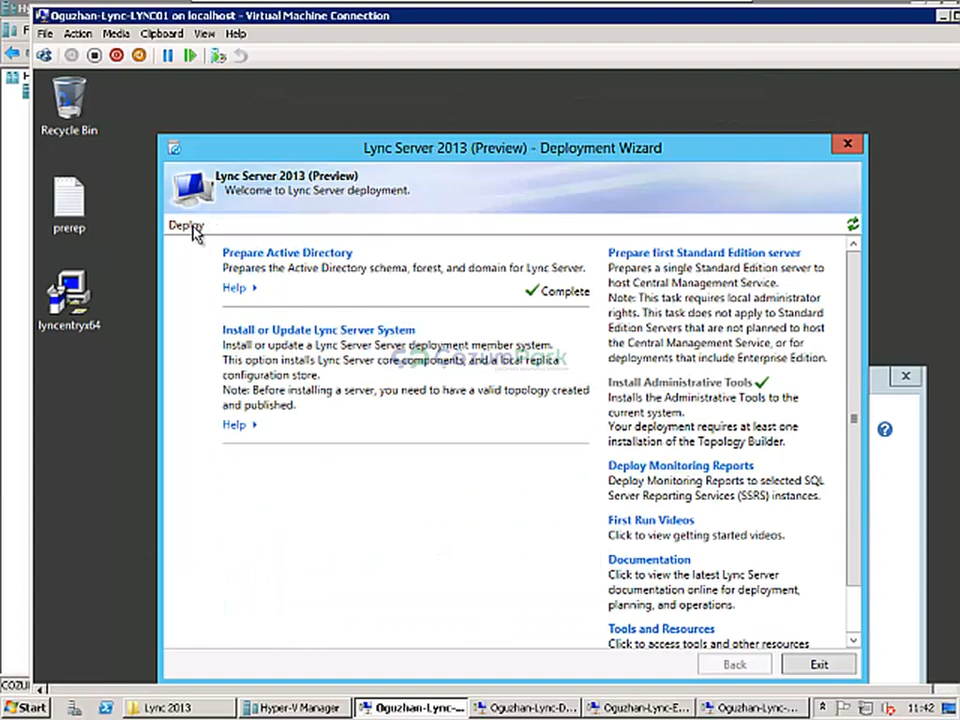 Oguzhan-Lync-LYNC01 on localhost - Virtual Machine Connection
File Action Media Clipboard View Help
Recycle Bin
prerep
lyncentryx64
Lync Server 2013 (Preview) - Deployment Wizard
Lync Server 2013 (Preview)
Welcome to Lync Server deployment.
Deploy
Prepare Active Directory
Prepares the Active Directory schema, forest, and domain for Lync Server.
Help
Complete
Install or Update Lync Server System
Install or update a Lync Server Server deployment member system.
This option installs Lync Server core components, and a local replica
configuration store.
Note: Before installing a server, you need to have a valid topology created
and published.
Help
Prepare first Standard Edition server
Prepares a single Standard Edition server to
host Central Management Service.
Note: This task requires local administrator
rights. This task does not apply to Standard
Edition Servers that are not planned to host
the Central Management Service, or for
deployments that include Enterprise Edition.
Install Administrative Tools
Installs the Administrative Tools to the
current system.
Your deployment requires at least one
installation of the Topology Builder.
Deploy Monitoring Reports
Deploy Monitoring Reports to selected SQL
Server Reporting Services (SSRS) instances.
First Run Videos
Click to view getting started videos.
Documentation
Click to view the latest Lync Server
documentation online for deployment,
planning, and operations.
Tools and Resources
Click to access tools and other resources
ÇözümPark
Back Exit
COZU
Start Lync 2013 Hyper-V Manager Oguzhan-Lync-... Oguzhan-Lync-D... Oguzhan-Lync-E... Oguzhan-Lync-... 11:42